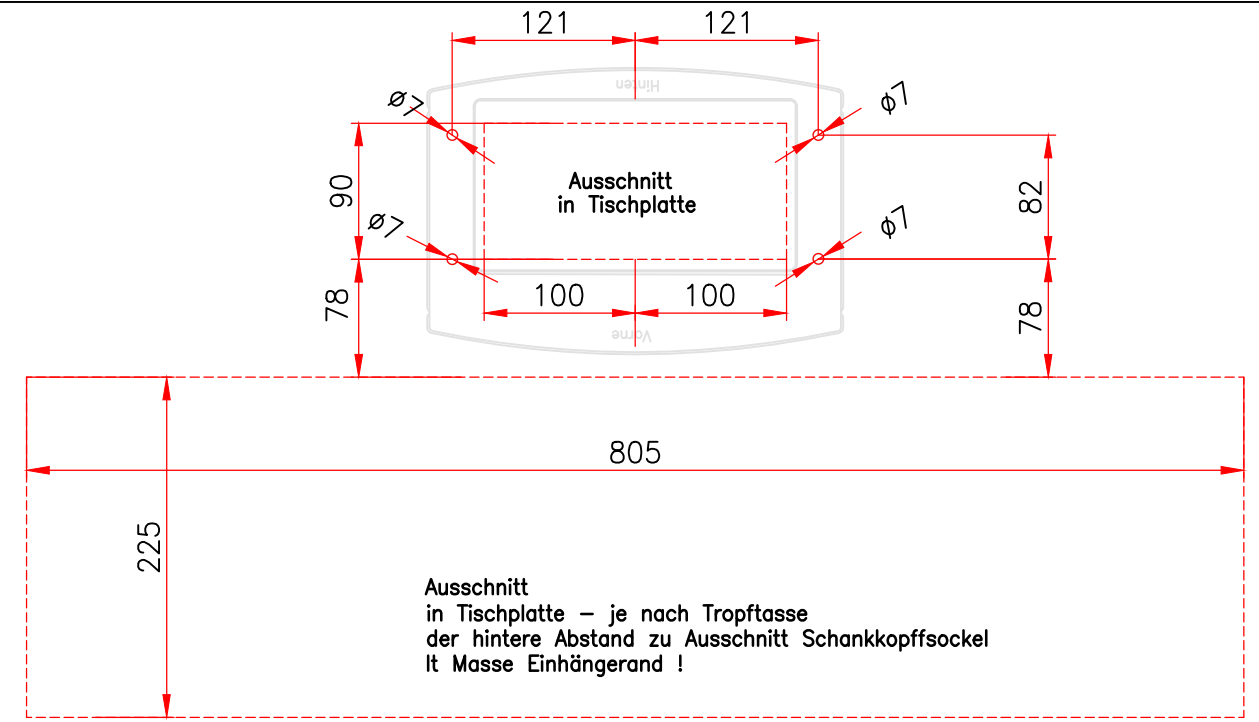 121 121
Hinten
ø7 ø7
90
Ausschnitt
in Tischplatte
82
ø7 ø7
78
100 100
78
Vorne
805
225
Ausschnitt
in Tischplatte – je nach Tropftasse
der hintere Abstand zu Ausschnitt Schankkopffsockel
lt Masse Einhängerand !